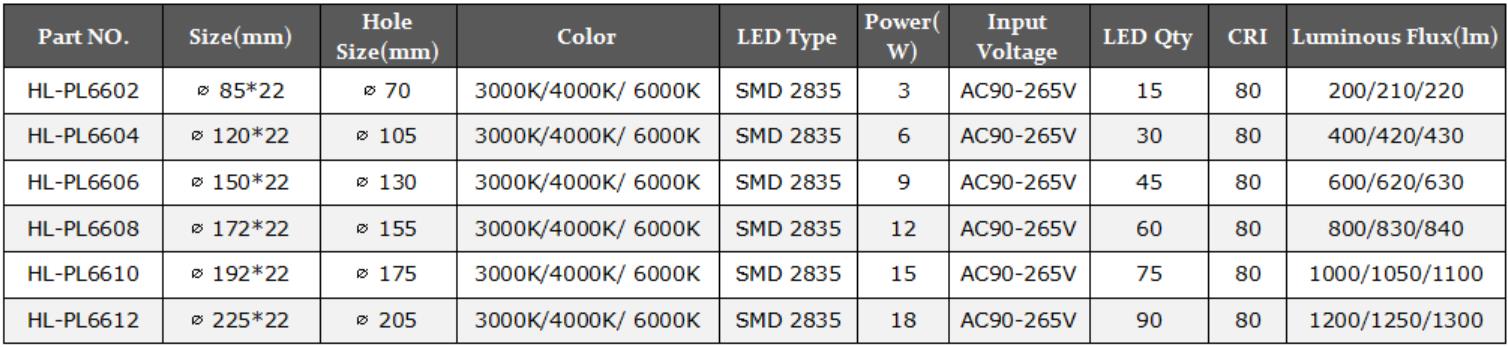 Part NO. Size(mm) Hole Size(mm) Color LED Type Power(W) Input Voltage LED Qty CRI Luminous Flux(lm)
HL-PL6602 ⌀ 85*22 ⌀ 70 3000K/4000K/ 6000K SMD 2835 3 AC90-265V 15 80 200/210/220
HL-PL6604 ⌀ 120*22 ⌀ 105 3000K/4000K/ 6000K SMD 2835 6 AC90-265V 30 80 400/420/430
HL-PL6606 ⌀ 150*22 ⌀ 130 3000K/4000K/ 6000K SMD 2835 9 AC90-265V 45 80 600/620/630
HL-PL6608 ⌀ 172*22 ⌀ 155 3000K/4000K/ 6000K SMD 2835 12 AC90-265V 60 80 800/830/840
HL-PL6610 ⌀ 192*22 ⌀ 175 3000K/4000K/ 6000K SMD 2835 15 AC90-265V 75 80 1000/1050/1100
HL-PL6612 ⌀ 225*22 ⌀ 205 3000K/4000K/ 6000K SMD 2835 18 AC90-265V 90 80 1200/1250/1300